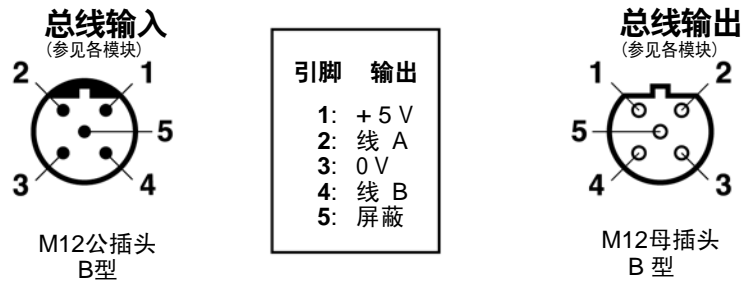 总线输入
(参见各模块)
2 1
5
3 4
M12公插头
B型
引脚 输出
1: + 5 V
2: 线 A
3: 0 V
4: 线 B
5: 屏蔽
总线输出
(参见各模块)
1 2
5
4 3
M12母插头
B 型